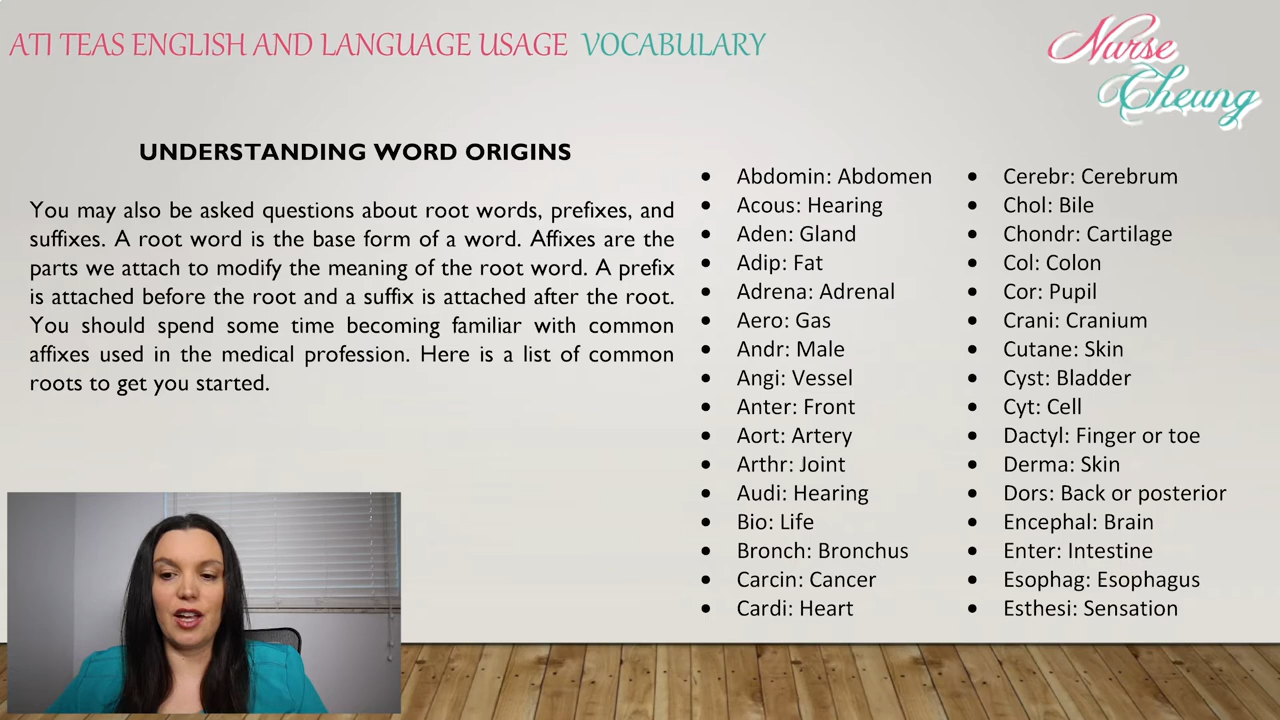 ATI TEAS ENGLISH AND LANGUAGE USAGE VOCABULARY
Nurse
Cheung
UNDERSTANDING WORD ORIGINS
You may also be asked questions about root words, prefixes, and
suffixes. A root word is the base form of a word. Affixes are the
parts we attach to modify the meaning of the root word. A prefix
is attached before the root and a suffix is attached after the root.
You should spend some time becoming familiar with common
affixes used in the medical profession. Here is a list of common
roots to get you started.
• Abdomin: Abdomen
• Acous: Hearing
• Aden: Gland
• Adip: Fat
• Adrena: Adrenal
• Aero: Gas
• Andr: Male
• Angi: Vessel
• Anter: Front
• Aort: Artery
• Arthr: Joint
• Audi: Hearing
• Bio: Life
• Bronch: Bronchus
• Carcin: Cancer
• Cardi: Heart
• Cerebr: Cerebrum
• Chol: Bile
• Chondr: Cartilage
• Col: Colon
• Cor: Pupil
• Crani: Cranium
• Cutane: Skin
• Cyst: Bladder
• Cyt: Cell
• Dactyl: Finger or toe
• Derma: Skin
• Dors: Back or posterior
• Encephal: Brain
• Enter: Intestine
• Esophag: Esophagus
• Esthesi: Sensation